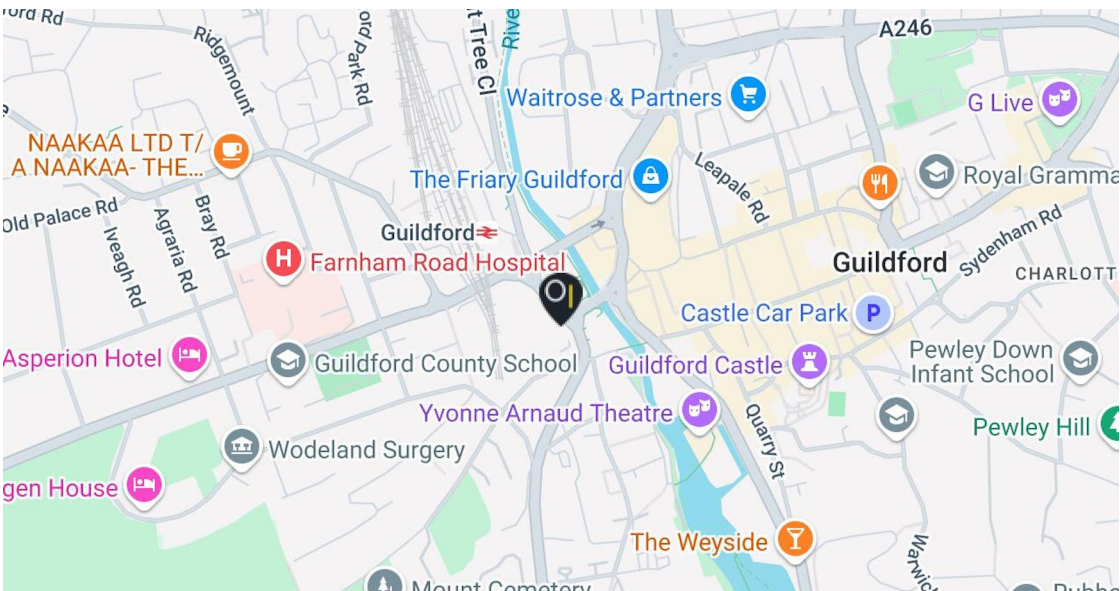 ord Rd
Ridgemount
ord Park Rd
t Tree Cl
Rive
A246
Waitrose & Partners
G Live
NAAKAA LTD T/
A NAAKAA- THE...
The Friary Guildford
Leapale Rd
Royal Gramma
Old Palace Rd
Bray Rd
Agraria Rd
Iveagh Rd
Guildford
H
Farnham Road Hospital
Guildford
Sydenham Rd
CHARLOTT
Castle Car Park
P
Asperion Hotel
Guildford County School
Guildford Castle
Pewley Down
Infant School
Yvonne Arnaud Theatre
Quarry St
Pewley Hill
Wodeland Surgery
gen House
The Weyside
Warwic
Mount Cemetery